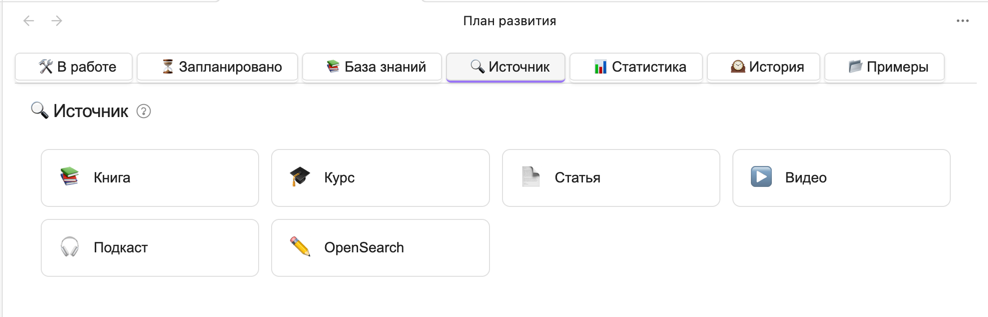 План развития
В работе Запланировано База знаний Источник Статистика История Примеры
Источник ?
Книга Курс Статья Видео
Подкаст OpenSearch